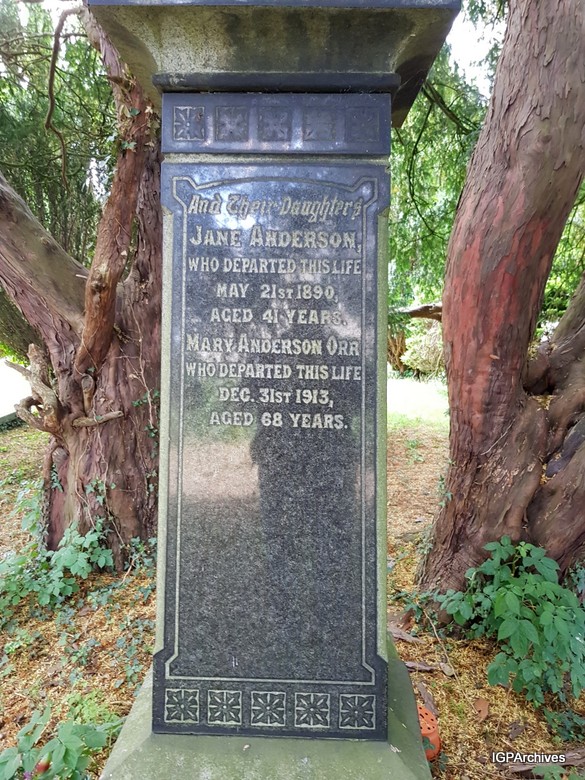 And Their Daughters
JANE ANDERSON,
WHO DEPARTED THIS LIFE
MAY 21ST 1890,
AGED 41 YEARS.
MARY ANDERSON ORR
WHO DEPARTED THIS LIFE
DEC. 31ST 1913,
AGED 68 YEARS.
IGPArchives